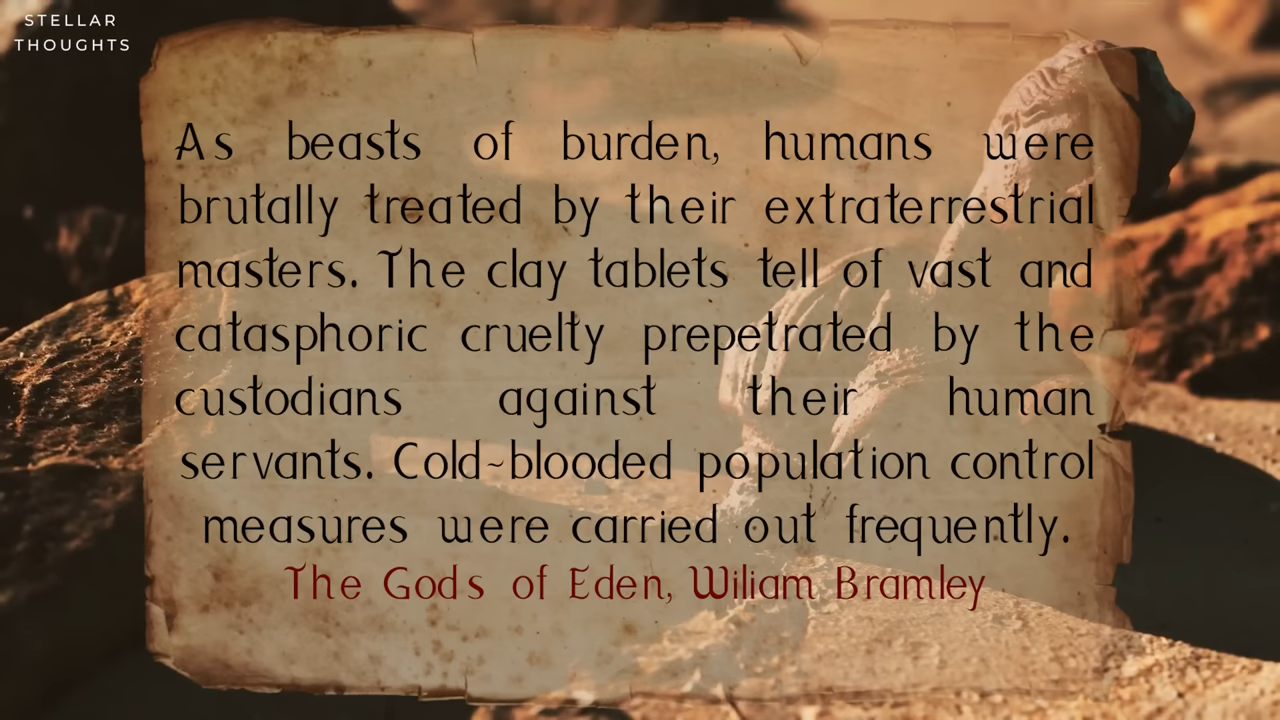 STELLAR
THOUGHTS
As beasts of burden, humans were
brutally treated by their extraterrestrial
masters. The clay tablets tell of vast and
catasphoric cruelty prepetrated by the
custodians against their human
servants. Cold-blooded population control
measures were carried out frequently.
The Gods of Eden, Wiliam Bramley